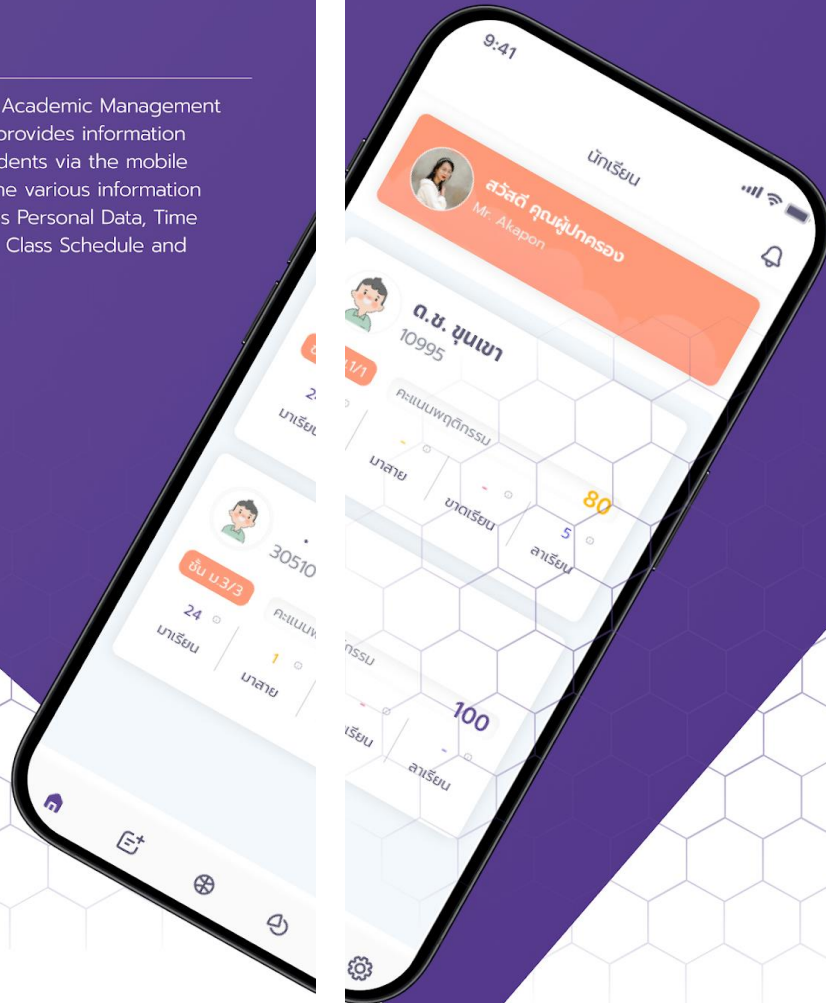 Academic Management
provides information
dents via the mobile
he various information
s Personal Data, Time
Class Schedule and
9:41
นักเรียน
สวัสดี คุณผู้ปกครอง
Mr. Akapon
ด.ช. ขุนเขา
10995
ม.1/1
คะแนนพฤติกรรม
80
2
-
-
5
มาเรียน
มาสาย
ขาดเรียน
ลาเรียน
30510
ชั้น ม.3/3
คะแนนพ
ติกรรม
100
24
1
-
-
มาเรียน
มาสาย
เรียน
ลาเรียน